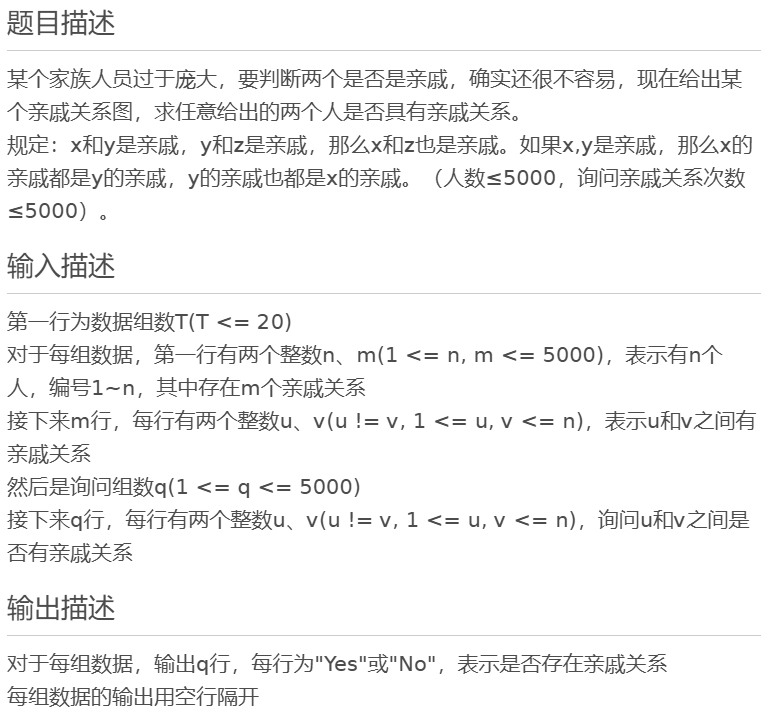 题目描述
某个家族人员过于庞大，要判断两个是否是亲戚，确实还很不容易，现在给出某
个亲戚关系图，求任意给出的两个人是否具有亲戚关系。
规定：x和y是亲戚，y和z是亲戚，那么x和z也是亲戚。如果x,y是亲戚，那么x的
亲戚都是y的亲戚，y的亲戚也都是x的亲戚。（人数≤5000，询问亲戚关系次数
≤5000）。
输入描述
第一行为数据组数T(T <= 20)
对于每组数据，第一行有两个整数n、m(1 <= n, m <= 5000)，表示有n个
人，编号1~n，其中存在m个亲戚关系
接下来m行，每行有两个整数u、v(u != v, 1 <= u, v <= n)，表示u和v之间有
亲戚关系
然后是询问组数q(1 <= q <= 5000)
接下来q行，每行有两个整数u、v(u != v, 1 <= u, v <= n)，询问u和v之间是
否有亲戚关系
输出描述
对于每组数据，输出q行，每行为"Yes"或"No"，表示是否存在亲戚关系
每组数据的输出用空行隔开